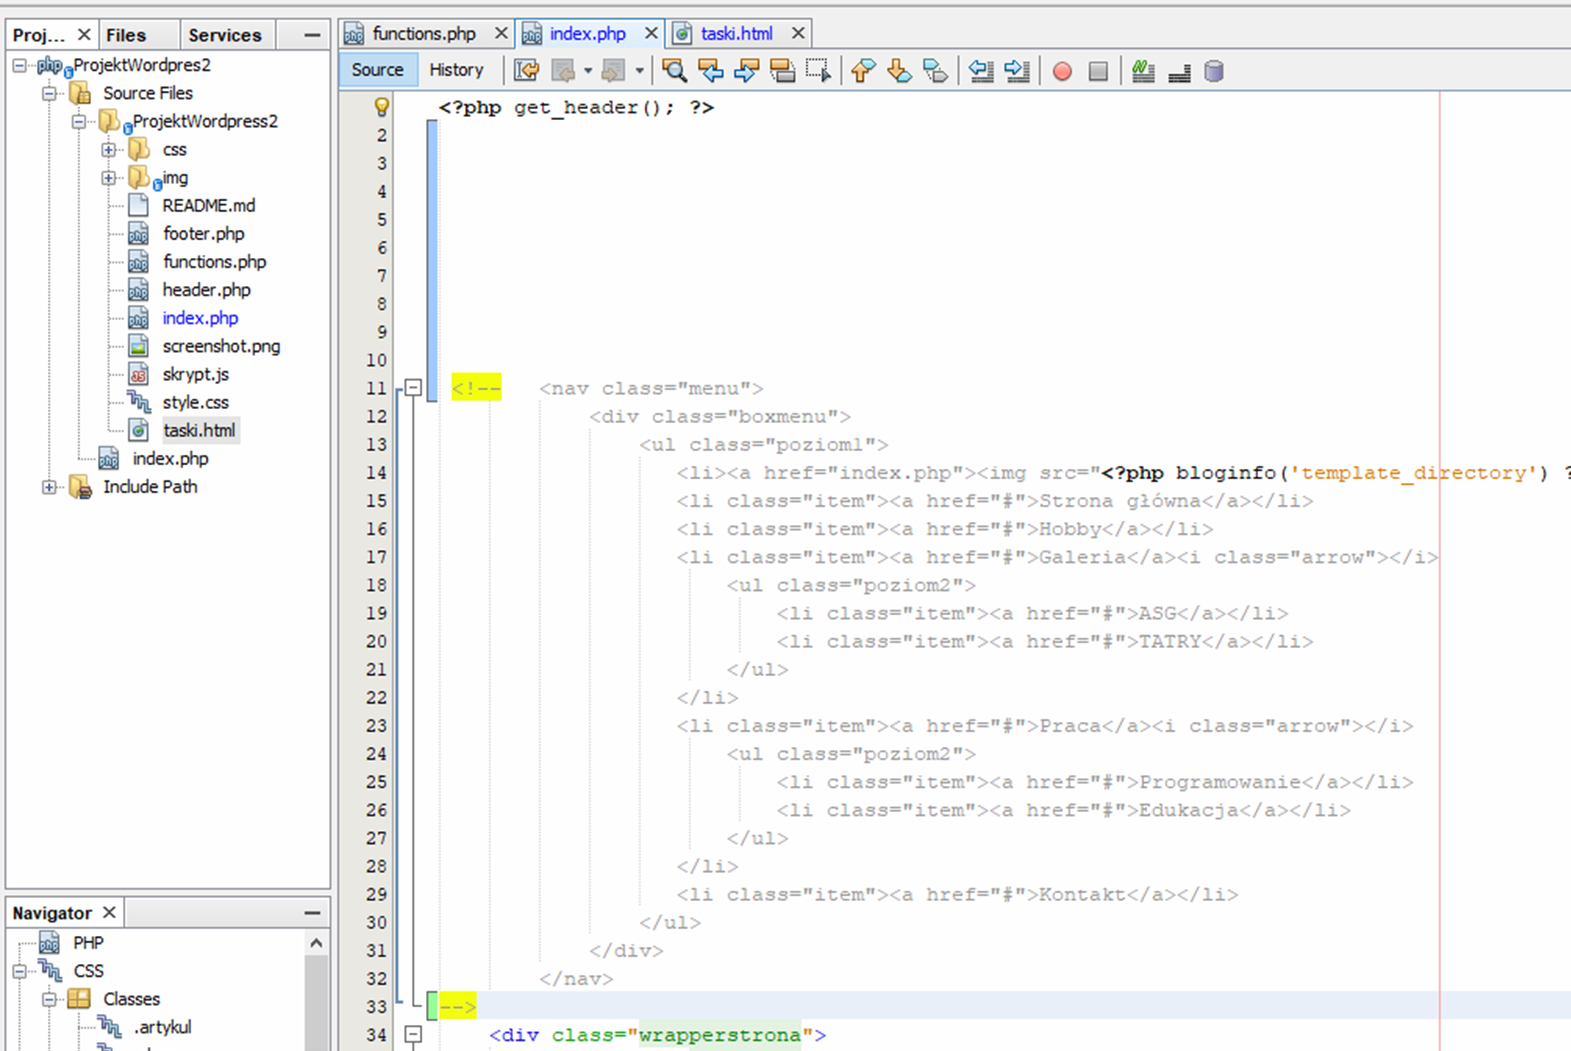 Proj...
Files
Services
ProjektWordpres2
Source Files
ProjektWordpress2
css
img
README.md
footer.php
functions.php
header.php
index.php
screenshot.png
skrypt.js
style.css
taski.html
index.php
Include Path
Navigator
PHP
CSS
Classes
.artykul
functions.php
index.php
taski.html
Source
History
<?php get_header(); ?>
2
3
4
5
6
7
8
9
10
11 <!-- <nav class="menu">
12 <div class="boxmenu">
13 <ul class="poziom1">
14 <li><a href="index.php"><img src="<?php bloginfo('template_directory') ?
15 <li class="item"><a href="#">Strona główna</a></li>
16 <li class="item"><a href="#">Hobby</a></li>
17 <li class="item"><a href="#">Galeria</a><i class="arrow"></i>
18 <ul class="poziom2">
19 <li class="item"><a href="#">ASG</a></li>
20 <li class="item"><a href="#">TATRY</a></li>
21 </ul>
22 </li>
23 <li class="item"><a href="#">Praca</a><i class="arrow"></i>
24 <ul class="poziom2">
25 <li class="item"><a href="#">Programowanie</a></li>
26 <li class="item"><a href="#">Edukacja</a></li>
27 </ul>
28 </li>
29 <li class="item"><a href="#">Kontakt</a></li>
30 </ul>
31 </div>
32 </nav>
33 -->
34 <div class="wrapperstrona">